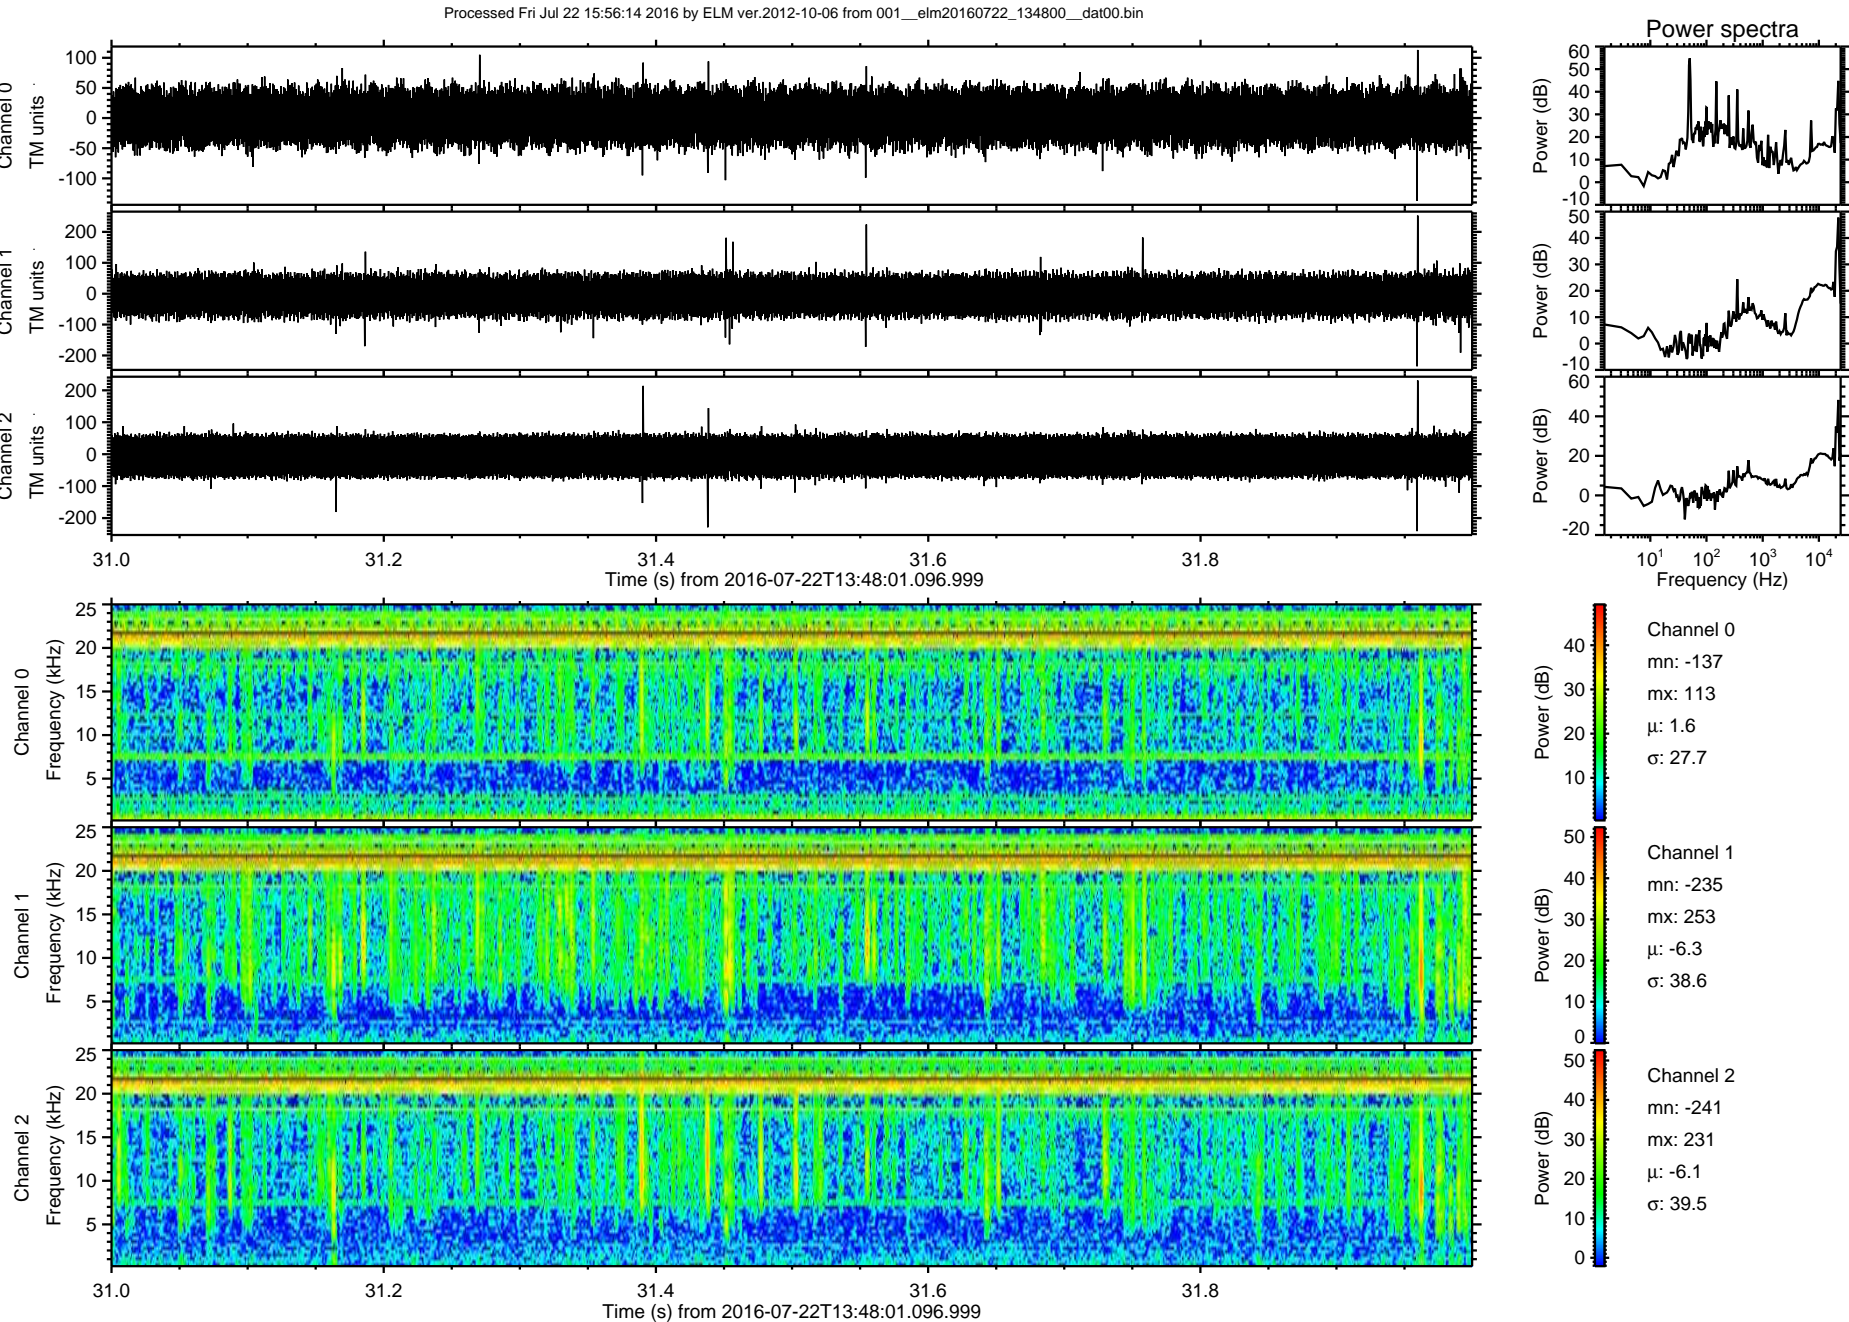 Processed Fri Jul 22 15:56:14 2016 by ELM ver.2012-10-06 from 001__elm20160722_134800__dat00.bin
Power spectra
Channel 0
TM units
100
50
0
-50
-100
Power (dB)
60
50
40
30
20
10
0
-10
Channel 1
TM units
200
100
0
-100
-200
Power (dB)
50
40
30
20
10
0
-10
Channel 2
TM units
200
100
0
-100
-200
Power (dB)
60
40
20
0
-20
31.0 31.2 31.4 31.6 31.8
Time (s) from 2016-07-22T13:48:01.096.999
10^1 10^2 10^3 10^4
Frequency (Hz)
Channel 0
Frequency (kHz)
25
20
15
10
5
Power (dB)
40
30
20
10
Channel 0
mn: -137
mx: 113
μ: 1.6
σ: 27.7
Channel 1
Frequency (kHz)
25
20
15
10
5
Power (dB)
50
40
30
20
10
0
Channel 1
mn: -235
mx: 253
μ: -6.3
σ: 38.6
Channel 2
Frequency (kHz)
25
20
15
10
5
Power (dB)
50
40
30
20
10
0
Channel 2
mn: -241
mx: 231
μ: -6.1
σ: 39.5
31.0 31.2 31.4 31.6 31.8
Time (s) from 2016-07-22T13:48:01.096.999